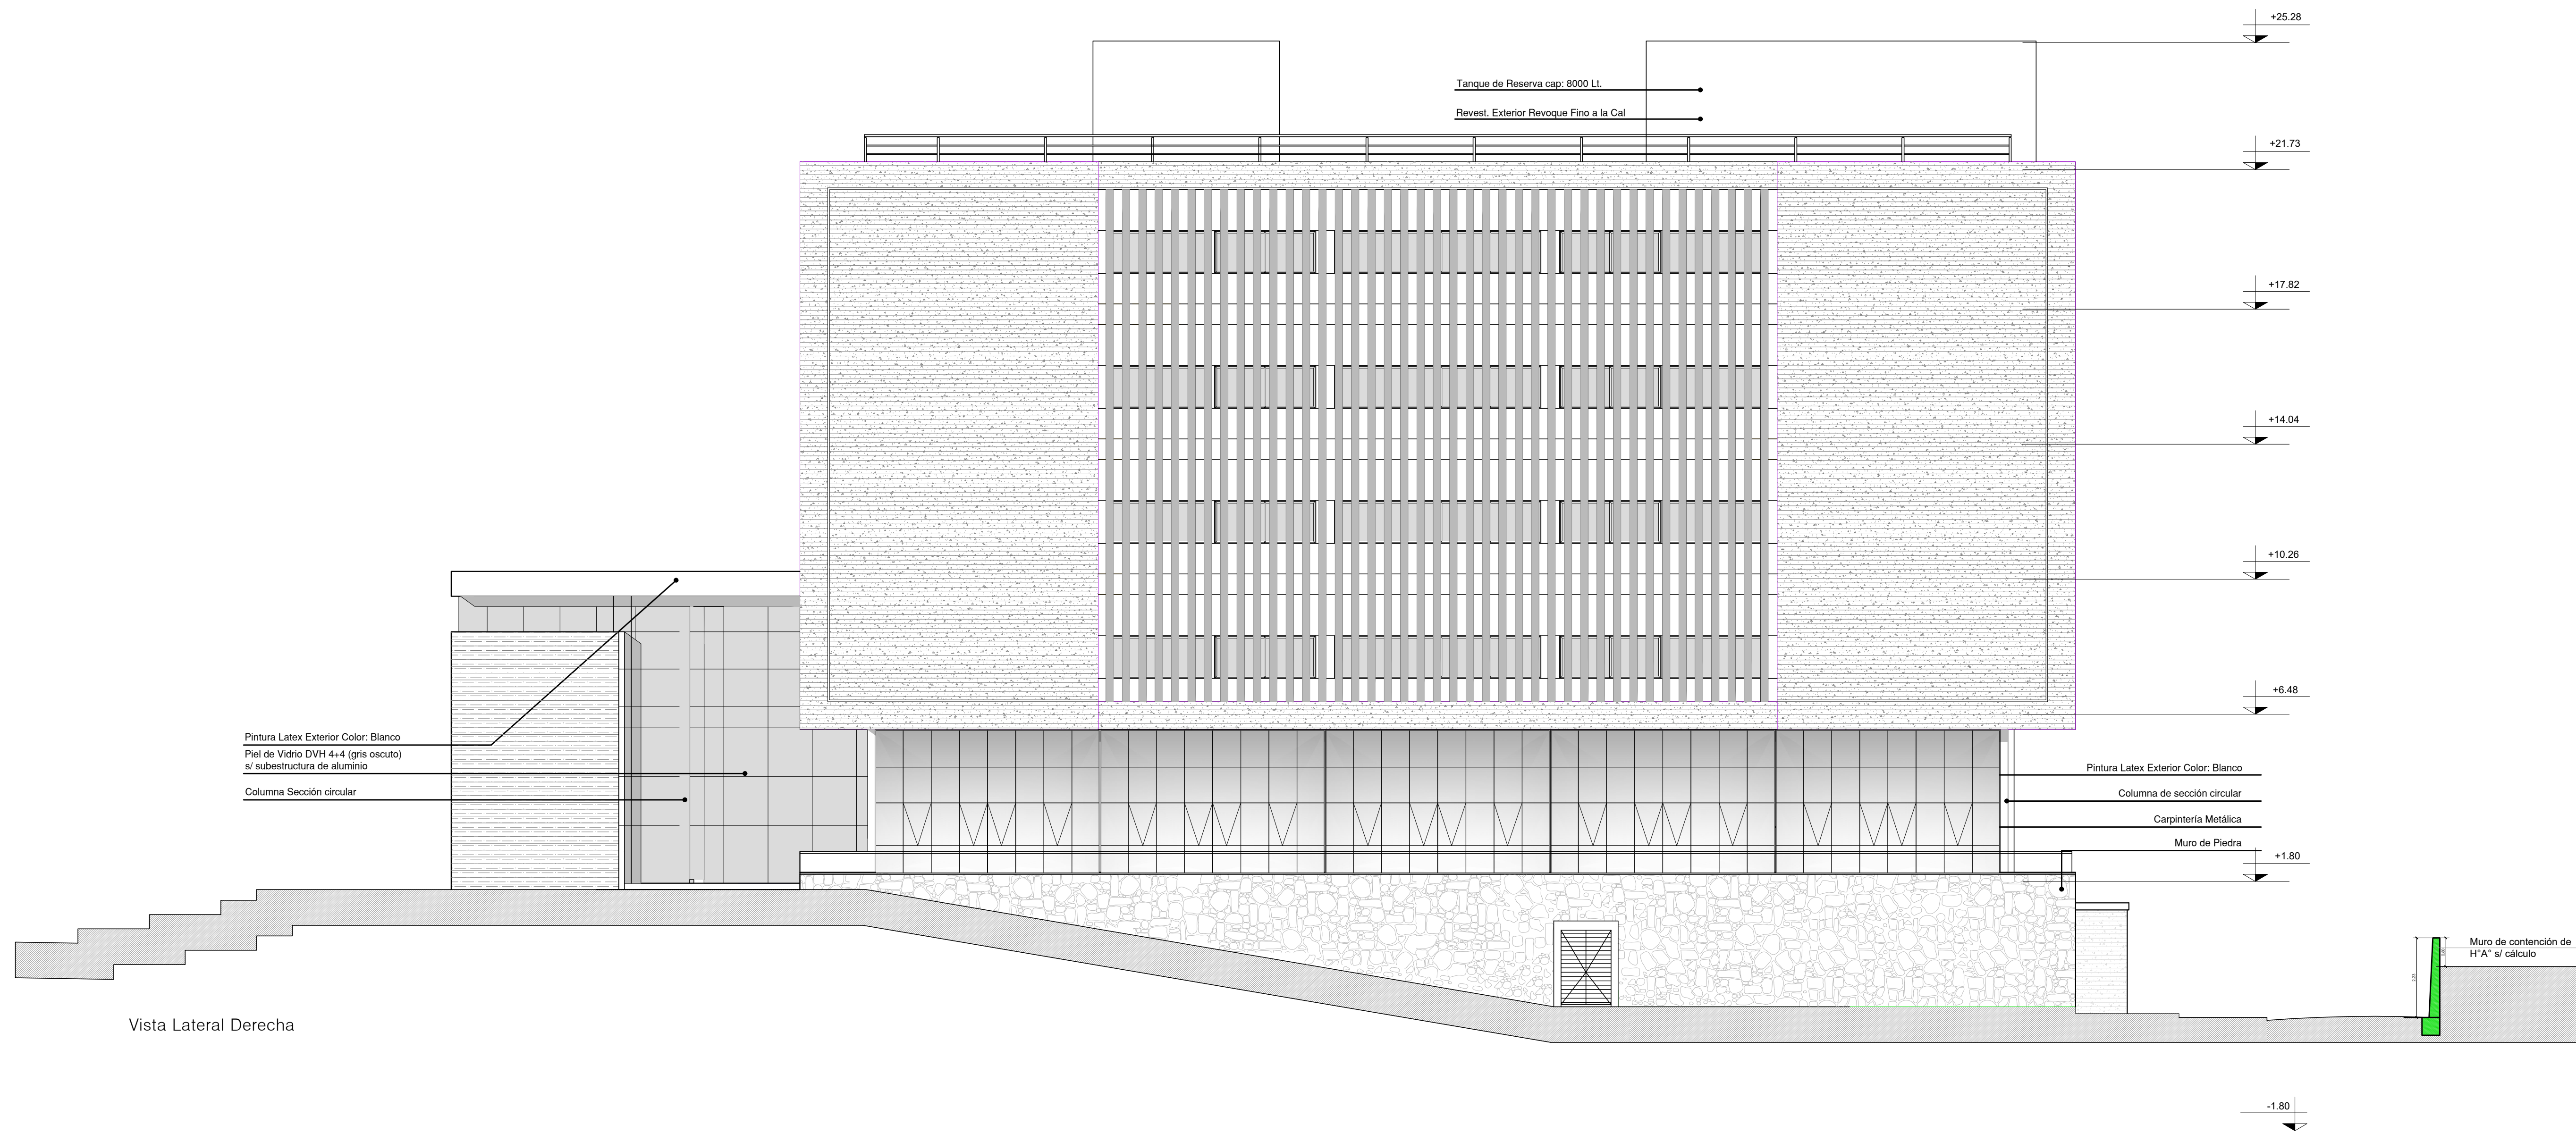 +25.28
Tanque de Reserva cap: 8000 Lt.
Revest. Exterior Revoque Fino a la Cal
+21.73
+17.82
+14.04
+10.26
+6.48
Pintura Latex Exterior Color: Blanco
Piel de Vidrio DVH 4+4 (gris oscuto)
s/ subestructura de aluminio
Columna Sección circular
Pintura Latex Exterior Color: Blanco
Columna de sección circular
Carpintería Metálica
Muro de Piedra
+1.80
Muro de contención de
H°A° s/ cálculo
Vista Lateral Derecha
-1.80